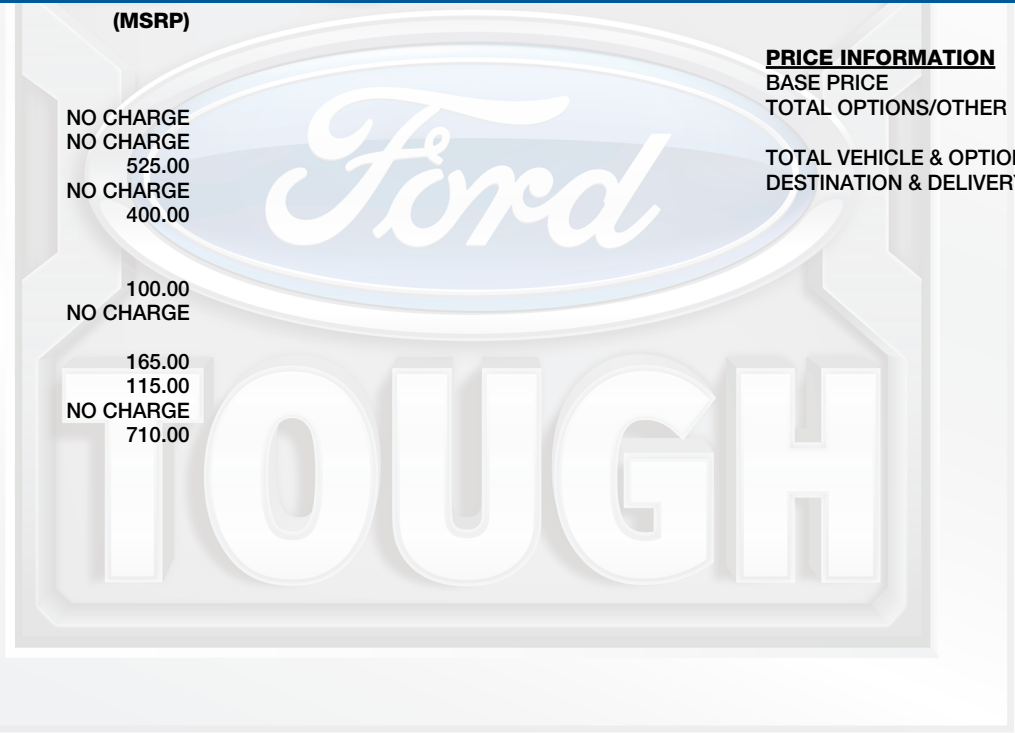 (MSRP)
NO CHARGE
NO CHARGE
525.00
NO CHARGE
400.00
100.00
NO CHARGE
165.00
115.00
NO CHARGE
710.00
PRICE INFORMATION
BASE PRICE
TOTAL OPTIONS/OTHER
TOTAL VEHICLE & OPTION
DESTINATION & DELIVERY
Ford
TOUGH